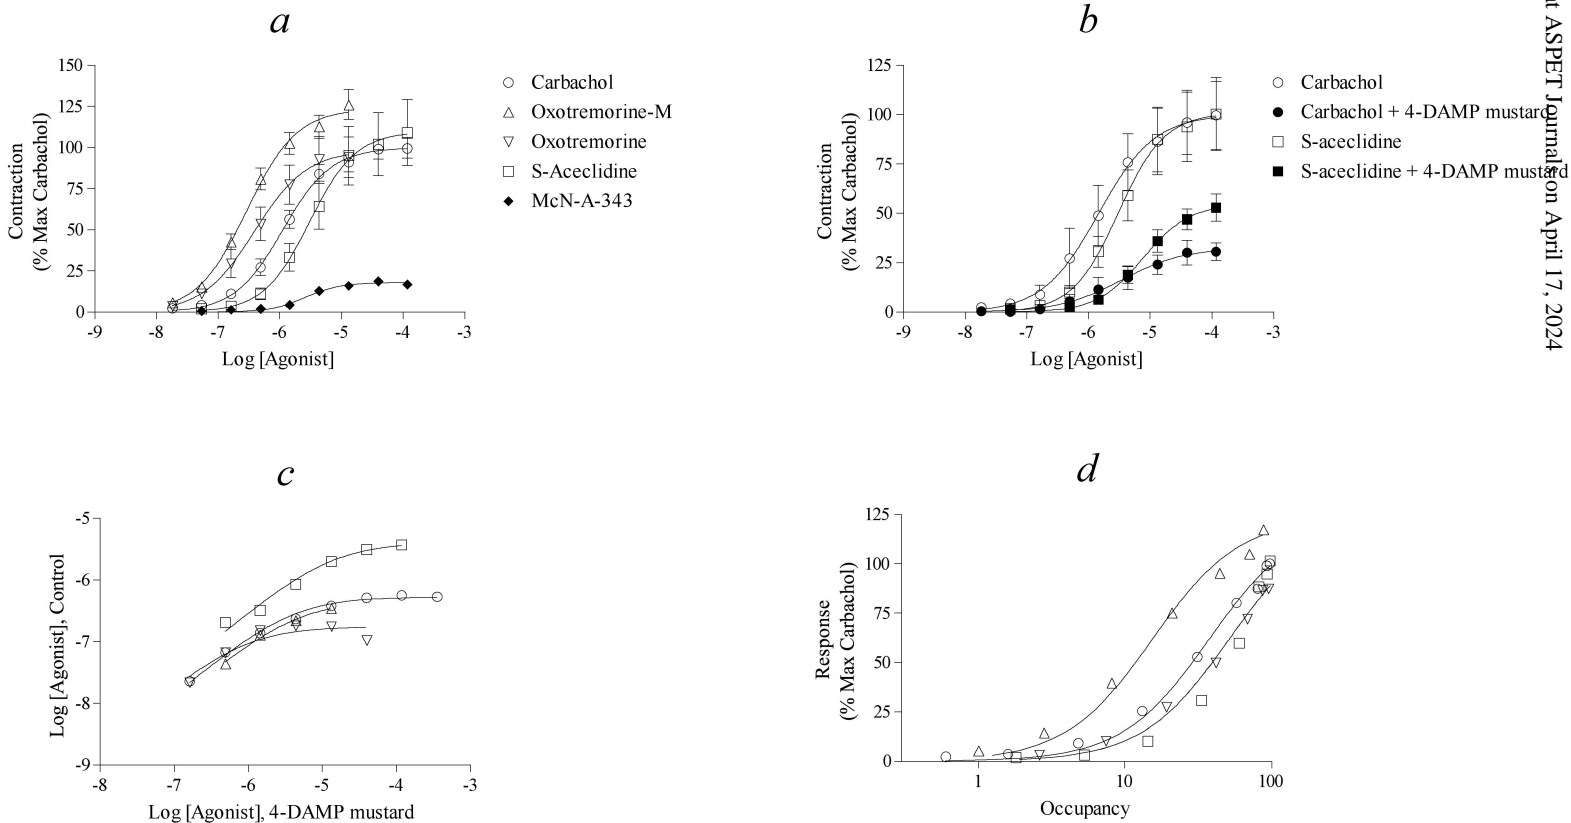 a
150
125
100
75
50
25
0
-9
-8
-7
-6
-5
-4
-3
Contraction
(% Max Carbachol)
Log [Agonist]
Carbachol
Oxotremorine-M
Oxotremorine
S-Aceclidine
McN-A-343
b
125
100
75
50
25
0
-9
-8
-7
-6
-5
-4
-3
Contraction
(% Max Carbachol)
Log [Agonist]
Carbachol
Carbachol + 4-DAMP mustard
S-aceclidine
S-aceclidine + 4-DAMP mustard
at ASPET Journals on April 17, 2024
c
-5
-6
-7
-8
-9
-8
-7
-6
-5
-4
-3
Log [Agonist], Control
Log [Agonist], 4-DAMP mustard
d
125
100
75
50
25
0
1
10
100
Response
(% Max Carbachol)
Occupancy